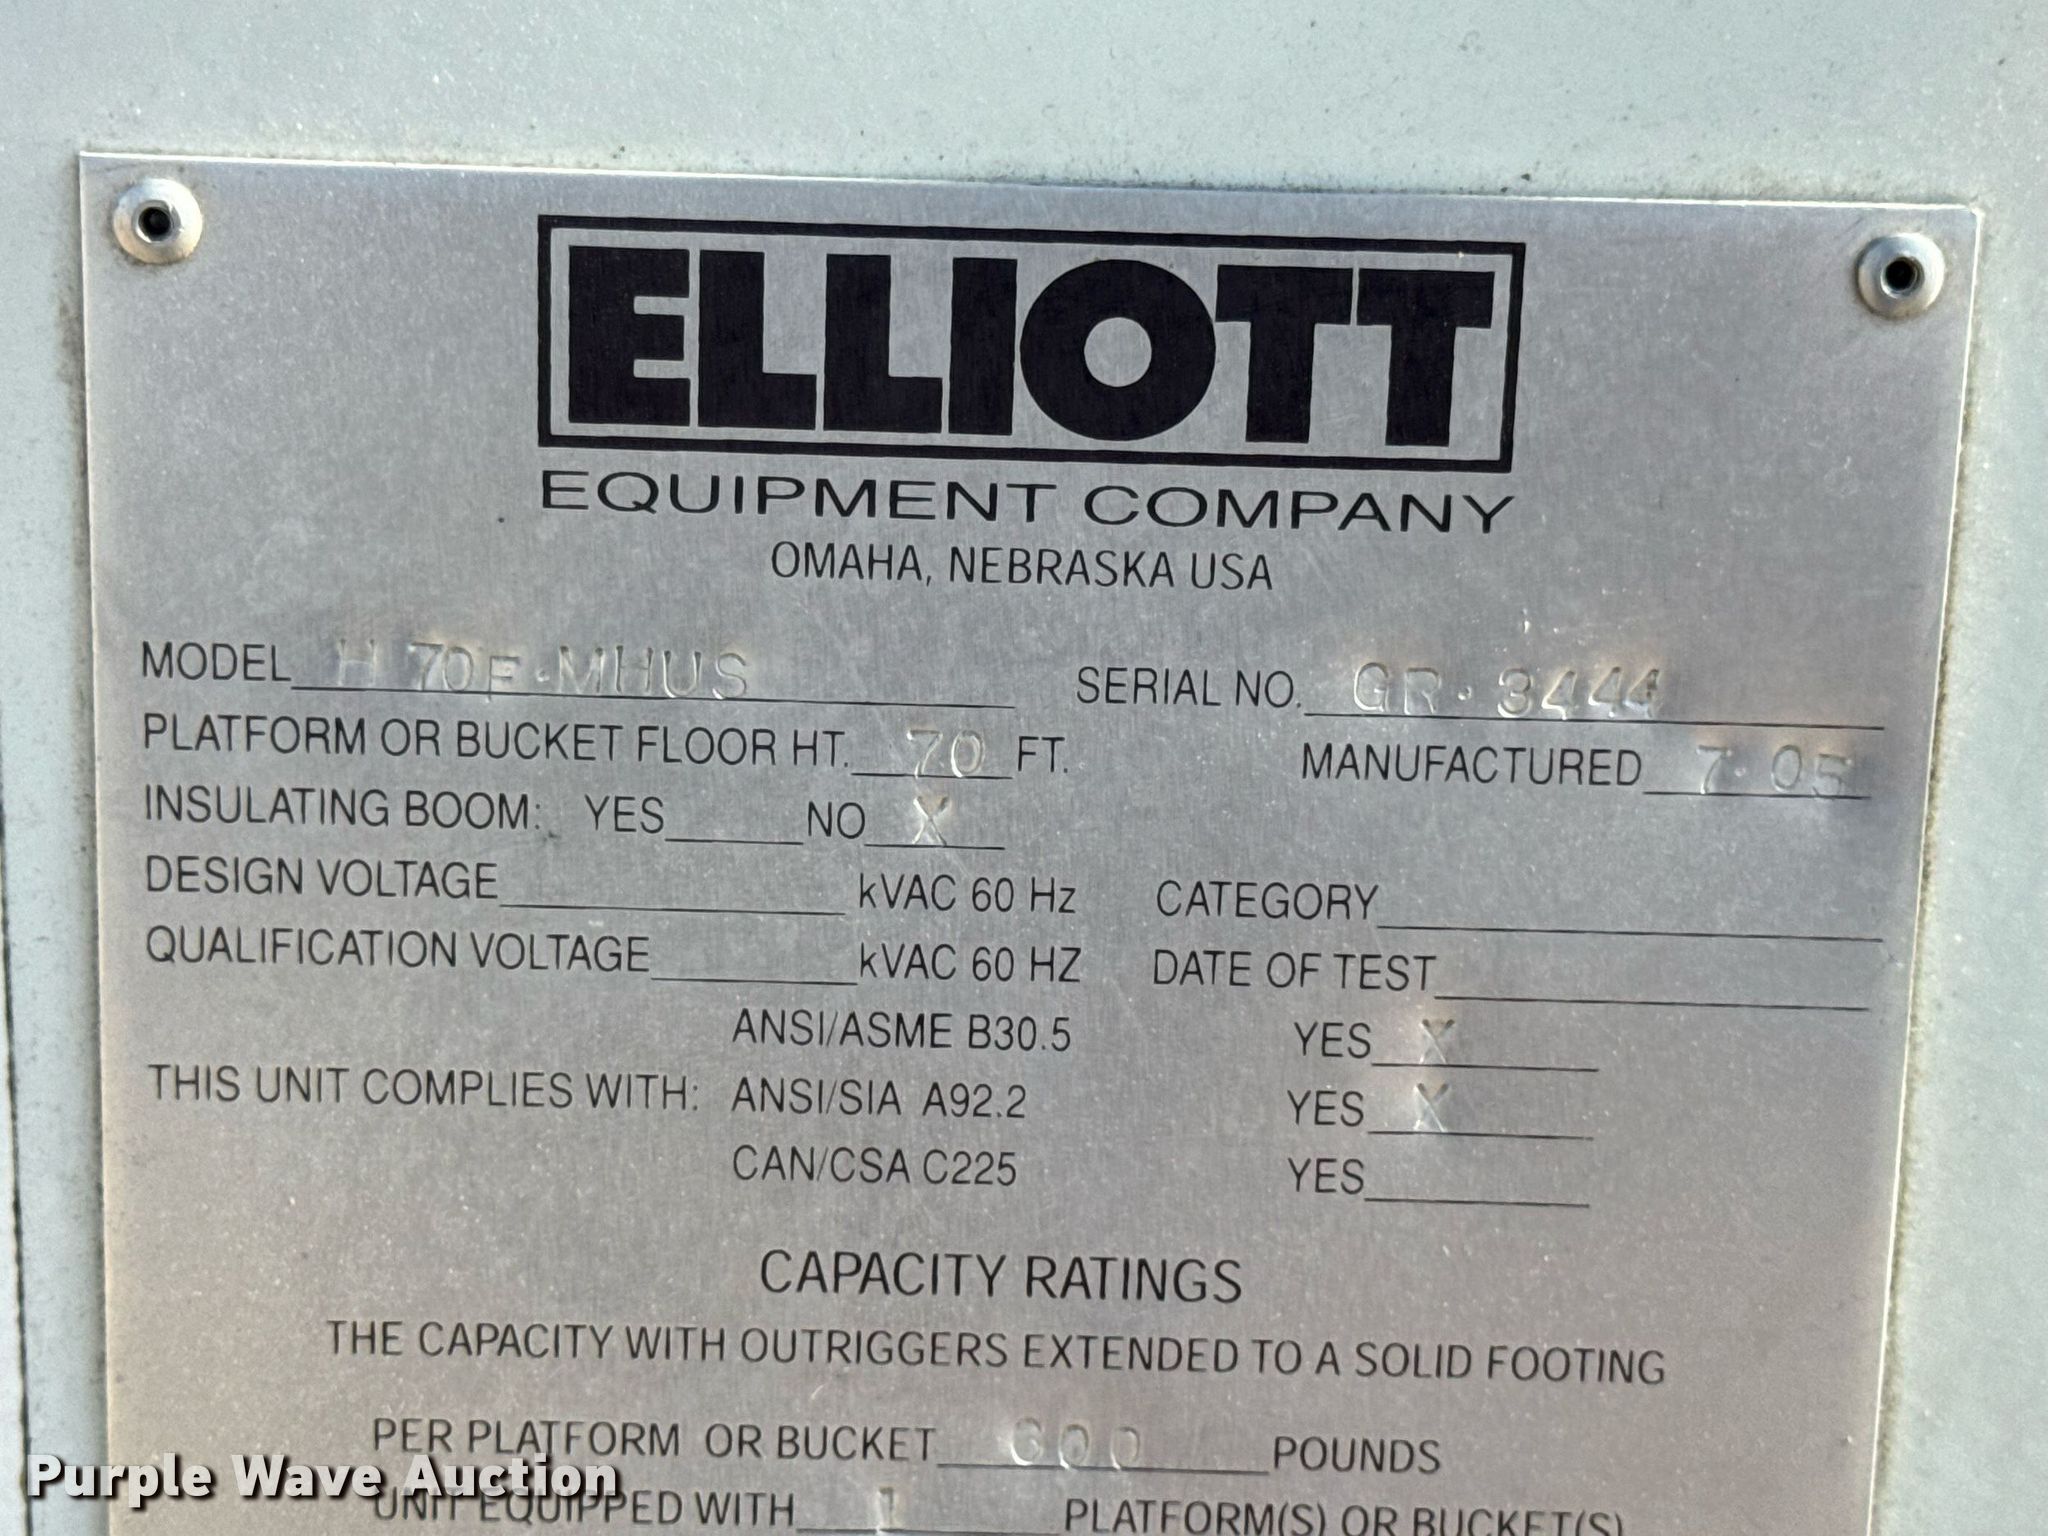 ELLIOTT
EQUIPMENT COMPANY
OMAHA, NEBRASKA USA
MODEL H 70F·MHUS SERIAL NO. GR·3444
PLATFORM OR BUCKET FLOOR HT. 70 FT. MANUFACTURED 7·05
INSULATING BOOM: YES NO X
DESIGN VOLTAGE kVAC 60 Hz CATEGORY
QUALIFICATION VOLTAGE kVAC 60 HZ DATE OF TEST
ANSI/ASME B30.5 YES X
THIS UNIT COMPLIES WITH: ANSI/SIA A92.2 YES X
CAN/CSA C225 YES
CAPACITY RATINGS
THE CAPACITY WITH OUTRIGGERS EXTENDED TO A SOLID FOOTING
PER PLATFORM OR BUCKET 600 POUNDS
UNIT EQUIPPED WITH 1 PLATFORM(S) OR BUCKET(S)
Purple Wave Auction